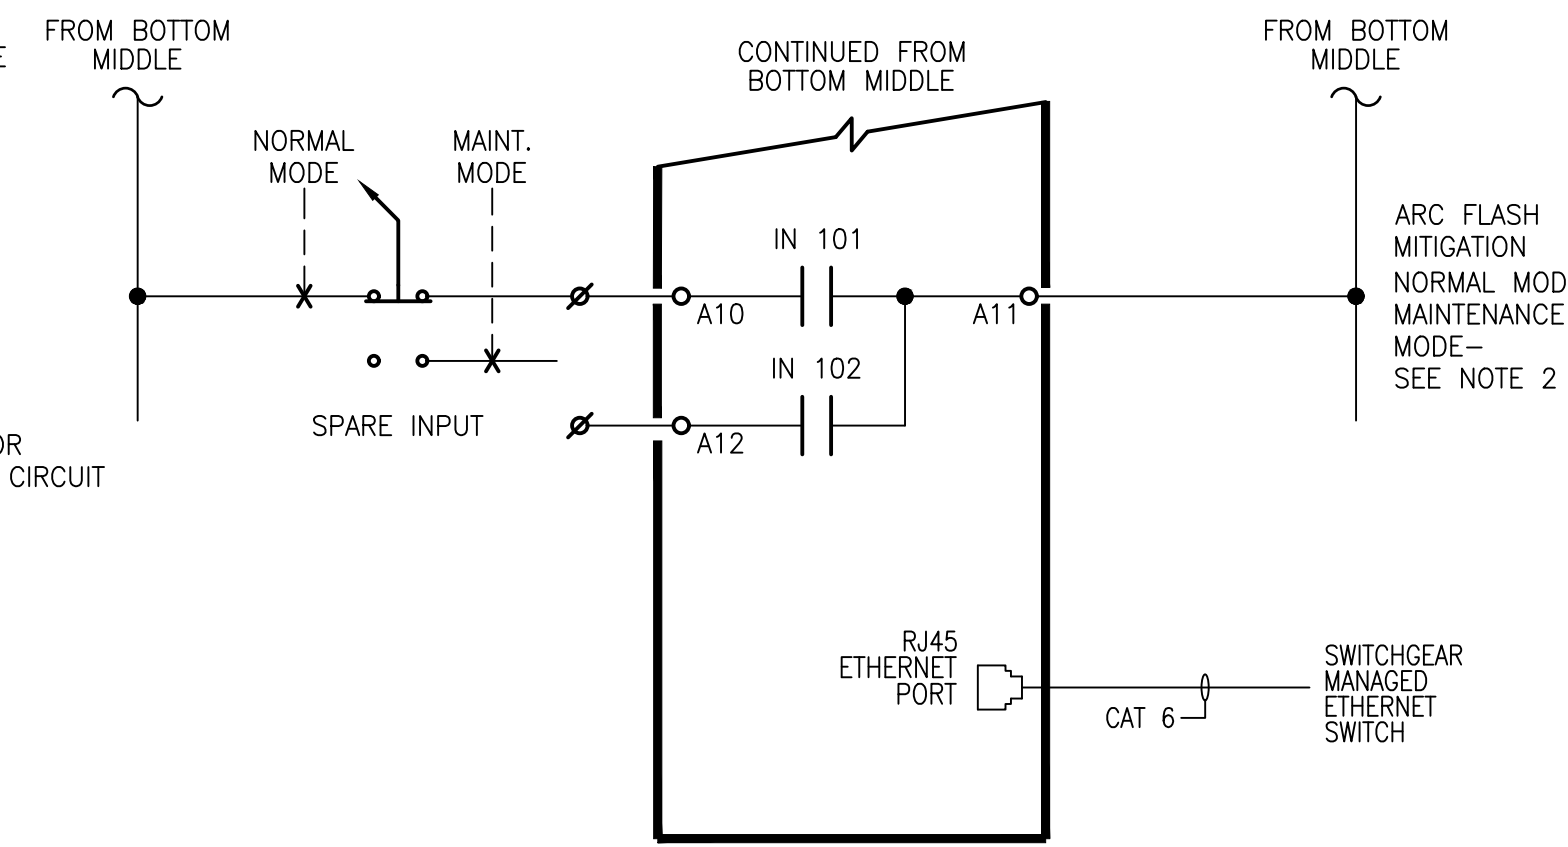 FROM BOTTOM
MIDDLE
CONTINUED FROM
BOTTOM MIDDLE
FROM BOTTOM
MIDDLE
NORMAL
MODE
MAINT.
MODE
IN 101
A10
A11
IN 102
A12
SPARE INPUT
ARC FLASH
MITIGATION
NORMAL MOD
MAINTENANCE
MODE-
SEE NOTE 2
OR
CIRCUIT
RJ45
ETHERNET
PORT
CAT 6
SWITCHGEAR
MANAGED
ETHERNET
SWITCH